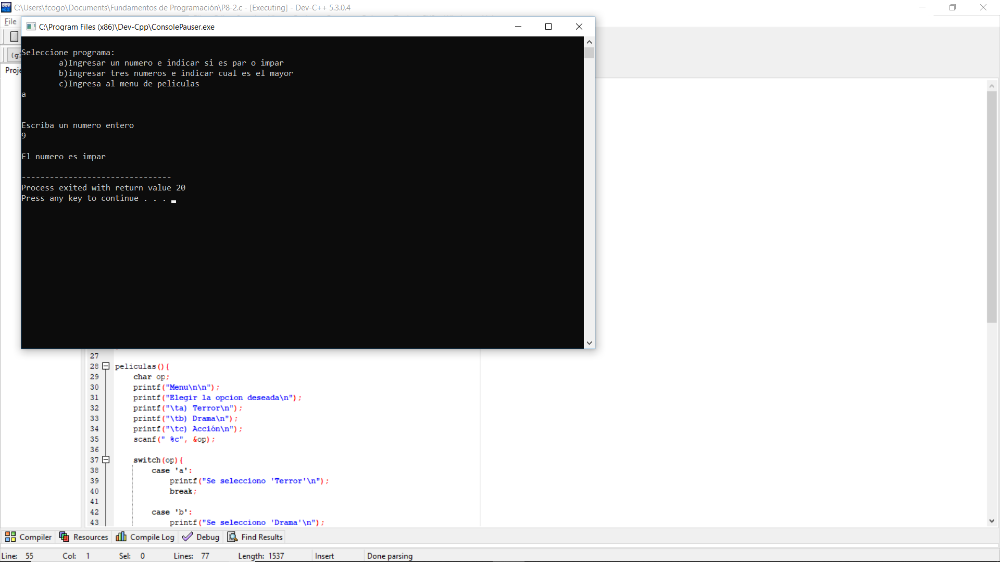 C:\Users\fcogo\Documents\Fundamentos de Programación\P8-2.c - [Executing] - Dev-C++ 5.3.0.4
File
C:\Program Files (x86)\Dev-Cpp\ConsolePauser.exe
(g
Proje
Seleccione programa:
a)Ingresar un numero e indicar si es par o impar
b)ingresar tres numeros e indicar cual es el mayor
c)Ingresa al menu de peliculas
a
Escriba un numero entero
9
El numero es impar
--------------------------------
Process exited with return value 20
Press any key to continue . . .
27
28 peliculas(){
29 char op;
30 printf("Menu\n\n");
31 printf("Elegir la opcion deseada\n");
32 printf("\ta) Terror\n");
33 printf("\tb) Drama\n");
34 printf("\tc) Acción\n");
35 scanf(" %c", &op);
36
37 switch(op){
38 case 'a':
39 printf("Se selecciono 'Terror'\n");
40 break;
41
42 case 'b':
43 printf("Se selecciono 'Drama'\n");
Compiler Resources Compile Log Debug Find Results
Line: 55 Col: 1 Sel: 0 Lines: 77 Length: 1537 Insert Done parsing